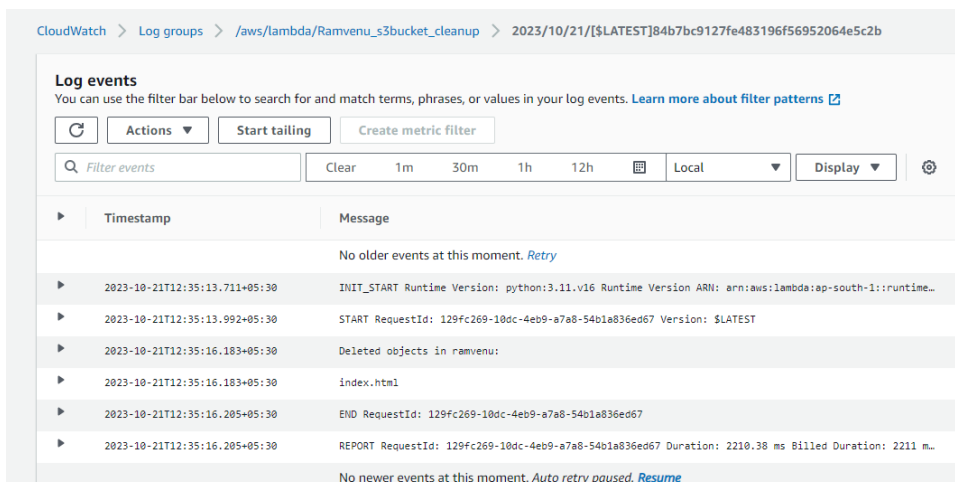 CloudWatch > Log groups > /aws/lambda/Ramvenu_s3bucket_cleanup > 2023/10/21/[$LATEST]84b7bc9127fe483196f56952064e5c2b
Log events
You can use the filter bar below to search for and match terms, phrases, or values in your log events. Learn more about filter patterns
Actions Start tailing Create metric filter
Filter events Clear 1m 30m 1h 12h Local Display
Timestamp Message
No older events at this moment. Retry
2023-10-21T12:35:13.711+05:30 INIT_START Runtime Version: python:3.11.v16 Runtime Version ARN: arn:aws:lambda:ap-south-1::runtime…
2023-10-21T12:35:13.992+05:30 START RequestId: 129fc269-10dc-4eb9-a7a8-54b1a836ed67 Version: $LATEST
2023-10-21T12:35:16.183+05:30 Deleted objects in ramvenu:
2023-10-21T12:35:16.183+05:30 index.html
2023-10-21T12:35:16.205+05:30 END RequestId: 129fc269-10dc-4eb9-a7a8-54b1a836ed67
2023-10-21T12:35:16.205+05:30 REPORT RequestId: 129fc269-10dc-4eb9-a7a8-54b1a836ed67 Duration: 2210.38 ms Billed Duration: 2211 m…
No newer events at this moment. Auto retry paused. Resume